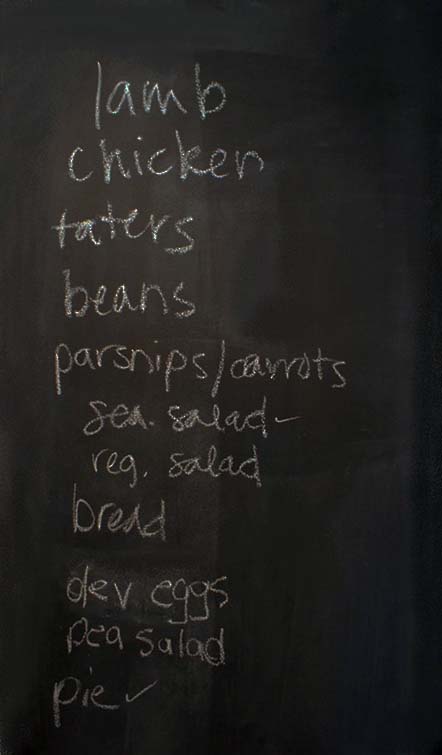 lamb
chicken
taters
beans
parsnips/carrots
sea. salad-
reg. salad
bread
dev eggs
pea salad
pie ✓